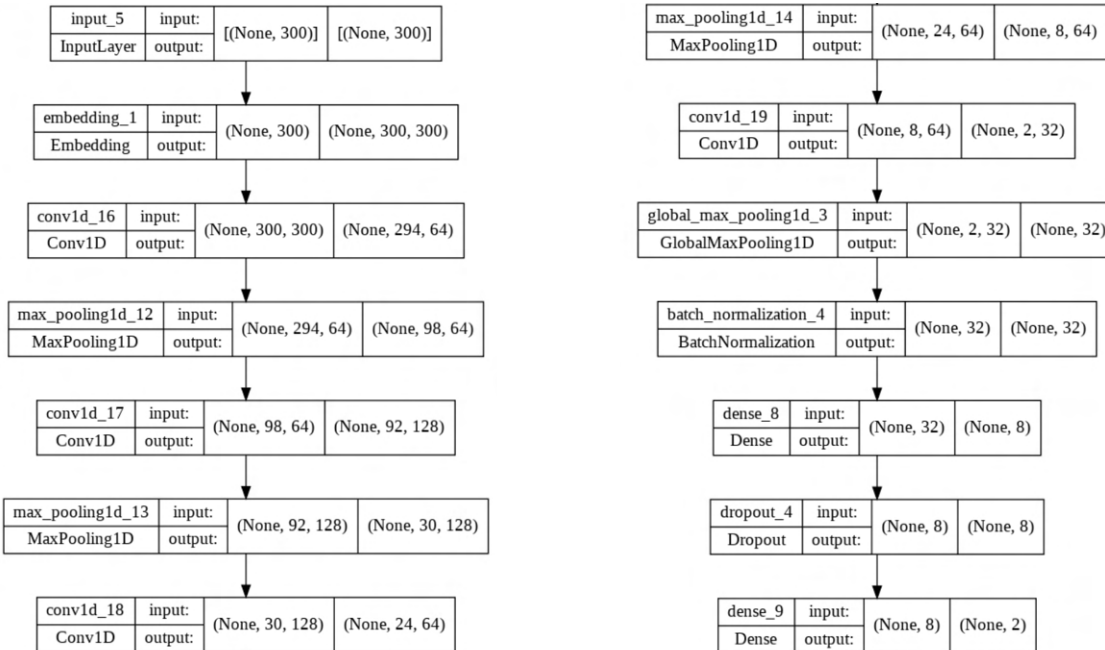 input_5 input: [(None, 300)] [(None, 300)]
InputLayer output:
embedding_1 input: (None, 300) (None, 300, 300)
Embedding output:
conv1d_16 input: (None, 300, 300) (None, 294, 64)
Conv1D output:
max_pooling1d_12 input: (None, 294, 64) (None, 98, 64)
MaxPooling1D output:
conv1d_17 input: (None, 98, 64) (None, 92, 128)
Conv1D output:
max_pooling1d_13 input: (None, 92, 128) (None, 30, 128)
MaxPooling1D output:
conv1d_18 input: (None, 30, 128) (None, 24, 64)
Conv1D output:
max_pooling1d_14 input: (None, 24, 64) (None, 8, 64)
MaxPooling1D output:
conv1d_19 input: (None, 8, 64) (None, 2, 32)
Conv1D output:
global_max_pooling1d_3 input: (None, 2, 32) (None, 32)
GlobalMaxPooling1D output:
batch_normalization_4 input: (None, 32) (None, 32)
BatchNormalization output:
dense_8 input: (None, 32) (None, 8)
Dense output:
dropout_4 input: (None, 8) (None, 8)
Dropout output:
dense_9 input: (None, 8) (None, 2)
Dense output: